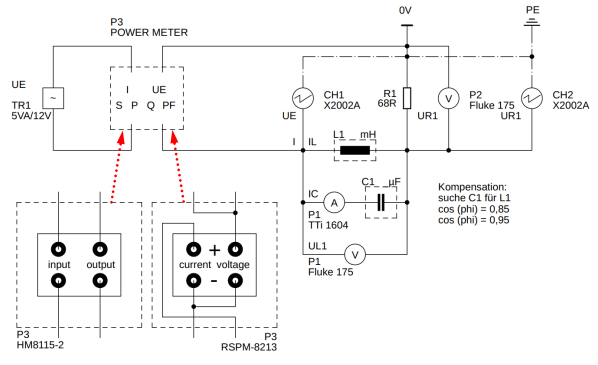 P3
POWER METER
0V
PE
UE
TR1
5VA/12V
~
I UE
S P Q PF
CH1
X2002A
UE
R1
68R
UR1
V
P2
Fluke 175
CH2
X2002A
UR1
I IL
L1 mH
C1 µF
IC
A
P1
TTi 1604
UL1
V
P1
Fluke 175
Kompensation:
suche C1 für L1
cos (phi) = 0,85
cos (phi) = 0,95
input output
+
current voltage
-
P3
HM8115-2
P3
RSPM-8213